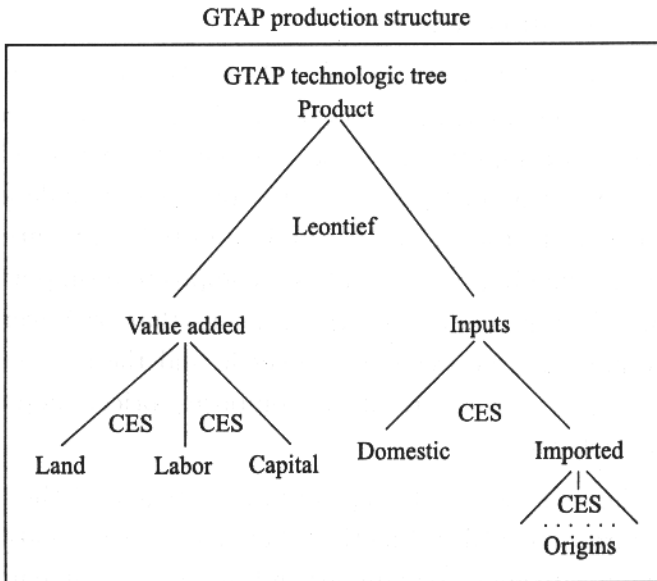 GTAP production structure
GTAP technologic tree
Product
Leontief
Value added
Inputs
CES
CES
CES
Land
Labor
Capital
Domestic
Imported
CES
Origins